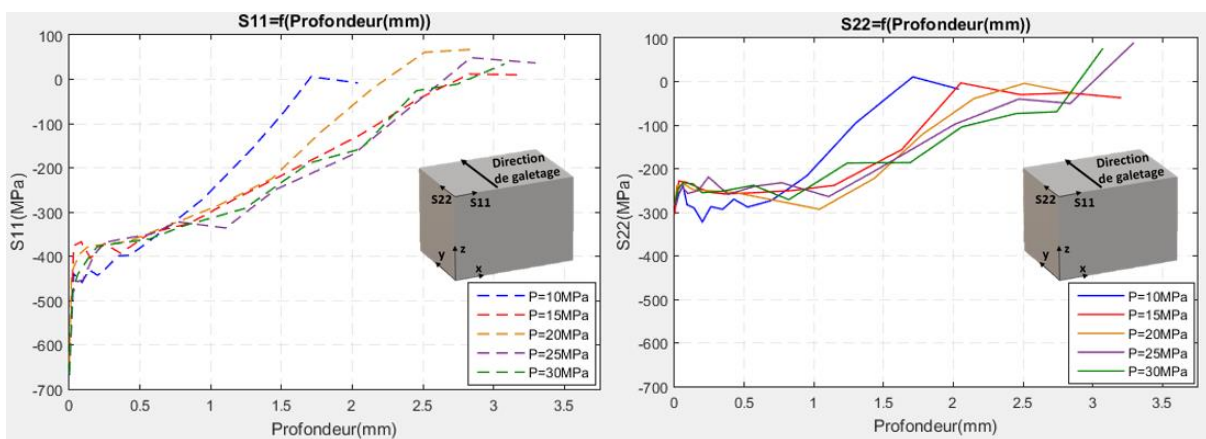 S11=f(Profondeur(mm))
S11(MPa)
100
0
-100
-200
-300
-400
-500
-600
-700
0
0.5
1
1.5
2
2.5
3
3.5
Profondeur(mm)
Direction
de galetage
S22
S11
y
z
x
P=10MPa
P=15MPa
P=20MPa
P=25MPa
P=30MPa
S22=f(Profondeur(mm))
S22(MPa)
100
0
-100
-200
-300
-400
-500
-600
-700
0
0.5
1
1.5
2
2.5
3
3.5
Profondeur(mm)
Direction
de galetage
S22
S11
y
z
x
P=10MPa
P=15MPa
P=20MPa
P=25MPa
P=30MPa